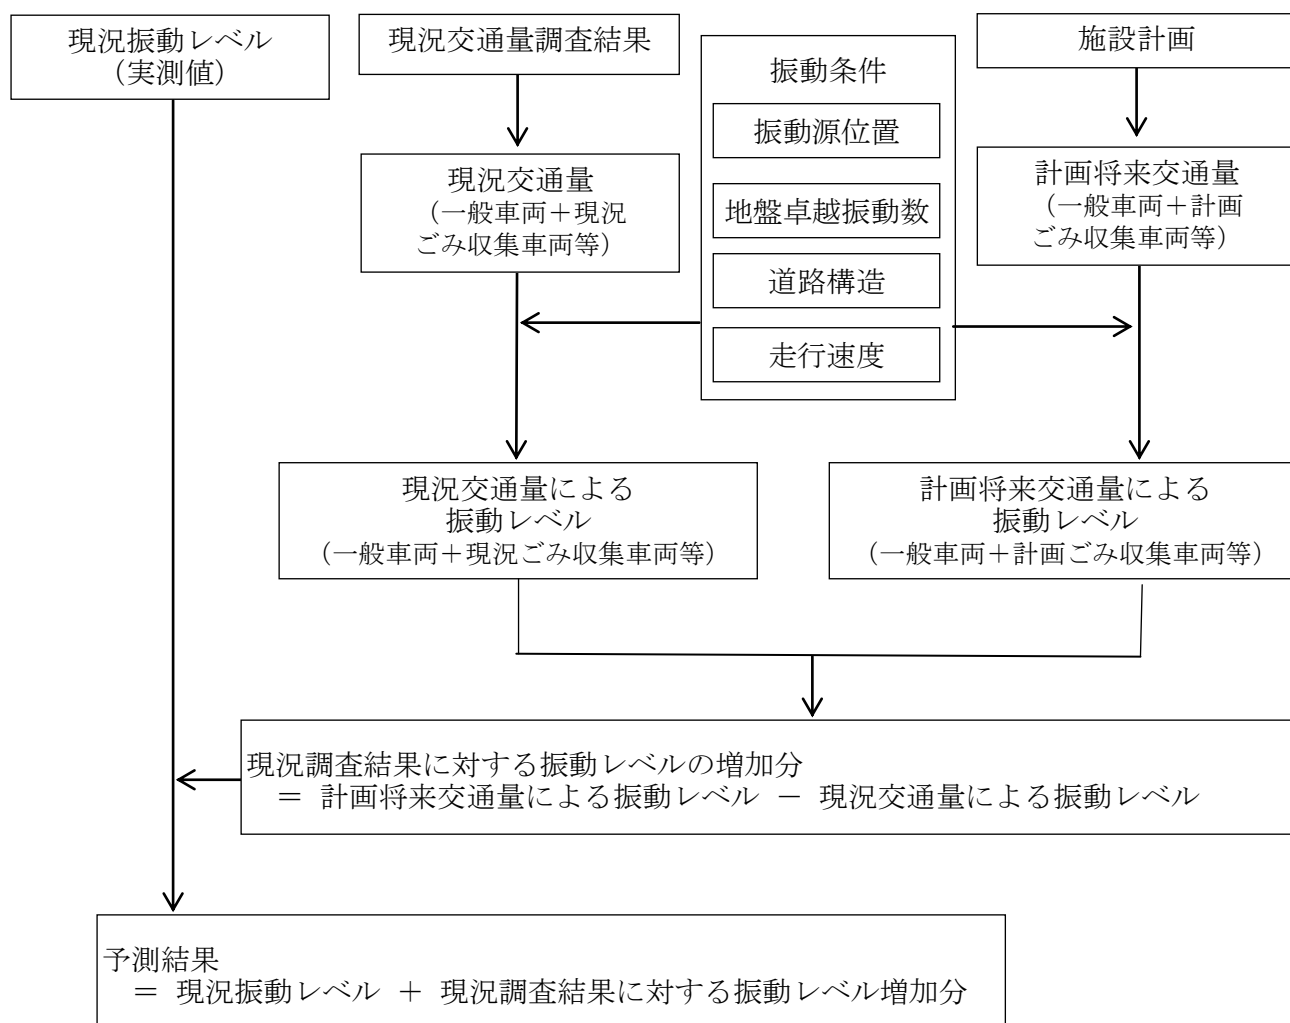 現況振動レベル
（実測値）
現況交通量調査結果
施設計画
振動条件
振動源位置
地盤卓越振動数
道路構造
走行速度
現況交通量
（一般車両＋現況
ごみ収集車両等）
計画将来交通量
（一般車両＋計画
ごみ収集車両等）
現況交通量による
振動レベル
（一般車両＋現況ごみ収集車両等）
計画将来交通量による
振動レベル
（一般車両＋計画ごみ収集車両等）
現況調査結果に対する振動レベルの増加分
＝ 計画将来交通量による振動レベル － 現況交通量による振動レベル
予測結果
＝ 現況振動レベル ＋ 現況調査結果に対する振動レベル増加分